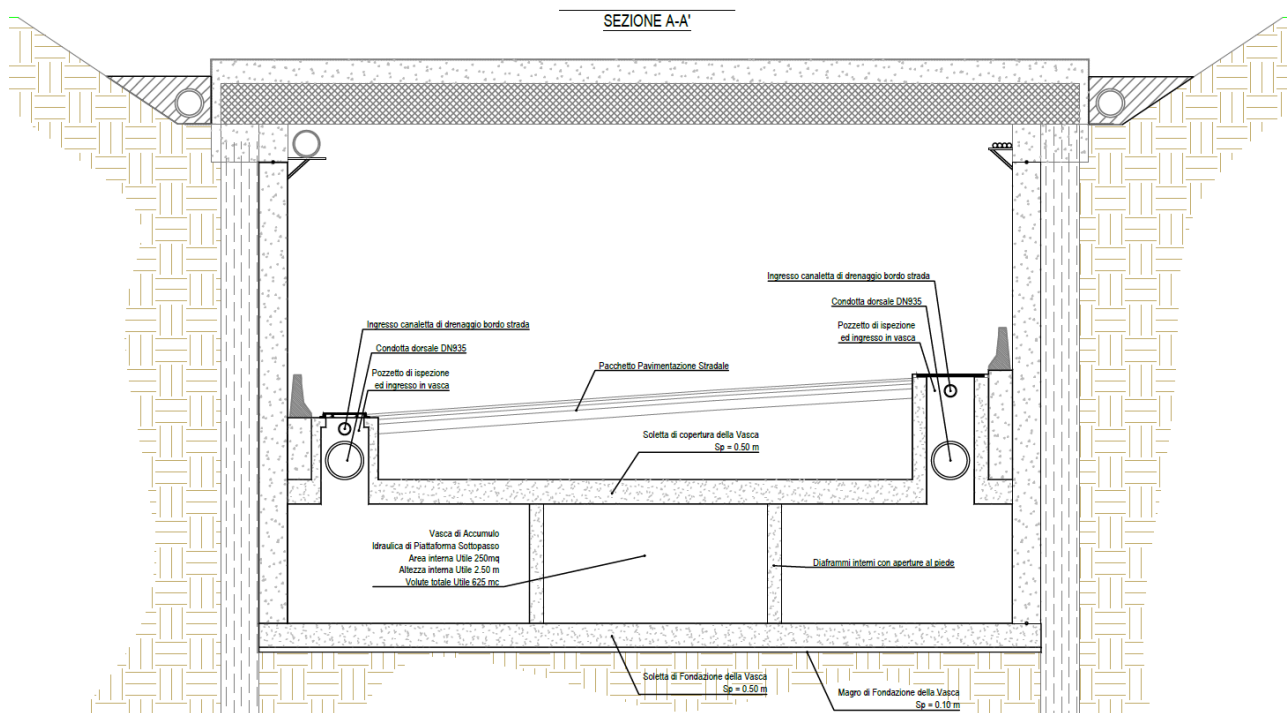 SEZIONE A-A'
Ingresso canaletta di drenaggio bordo strada
Condotta dorsale DN935
Pozzetto di ispezione
ed ingresso in vasca
Ingresso canaletta di drenaggio bordo strada
Condotta dorsale DN935
Pozzetto di ispezione
ed ingresso in vasca
Pacchetto Pavimentazione Stradale
Soletta di copertura della Vasca
Sp = 0.50 m
Vasca di Accumulo
Idraulica di Piattaforma Sottopasso
Area interna Utile 250mq
Altezza interna Utile 2.50 m
Volute totale Utile 625 mc
Diaframmi interni con aperture al piede
Soletta di Fondazione della Vasca
Sp = 0.50 m
Magro di Fondazione della Vasca
Sp = 0.10 m